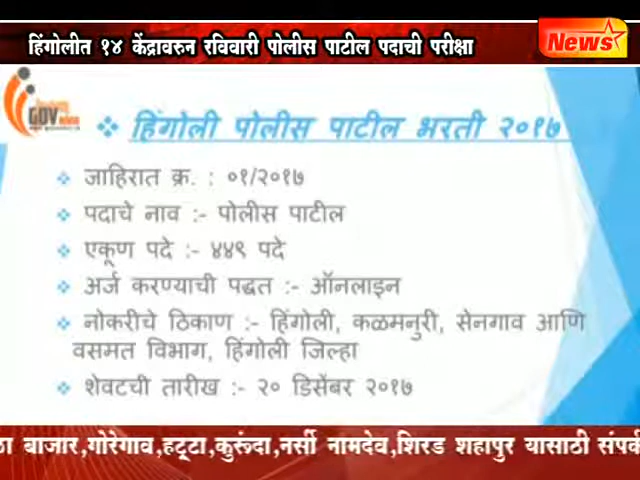 हिंगोलीत १४ केंद्रावरुन रविवारी पोलीस पाटील पदाची परीक्षा
News
GOV
❖ हिंगोली पोलीस पाटील भरती २०१७
❖ जाहिरात क्र. : ०१/२०१७
❖ पदाचे नाव :- पोलीस पाटील
❖ एकूण पदे :- ४४९ पदे
❖ अर्ज करण्याची पद्धत :- ऑनलाइन
❖ नोकरीचे ठिकाण :- हिंगोली, कळमनुरी, सेनगाव आणि
वसमत विभाग, हिंगोली जिल्हा
❖ शेवटची तारीख :- २० डिसेंबर २०१७
बाजार,गोरेगाव,हट्टा,कुरूंदा,नर्सी नामदेव,शिरड शहापुर यासाठी संपर्क